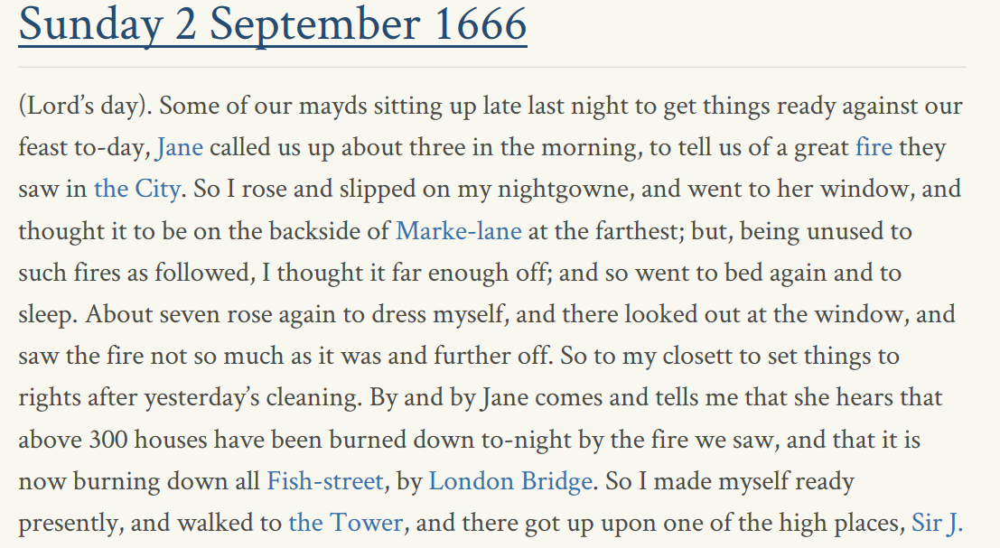 Sunday 2 September 1666
(Lord’s day). Some of our mayds sitting up late last night to get things ready against our
feast to-day, Jane called us up about three in the morning, to tell us of a great fire they
saw in the City. So I rose and slipped on my nightgowne, and went to her window, and
thought it to be on the backside of Marke-lane at the farthest; but, being unused to
such fires as followed, I thought it far enough off; and so went to bed again and to
sleep. About seven rose again to dress myself, and there looked out at the window, and
saw the fire not so much as it was and further off. So to my closett to set things to
rights after yesterday’s cleaning. By and by Jane comes and tells me that she hears that
above 300 houses have been burned down to-night by the fire we saw, and that it is
now burning down all Fish-street, by London Bridge. So I made myself ready
presently, and walked to the Tower, and there got up upon one of the high places, Sir J.